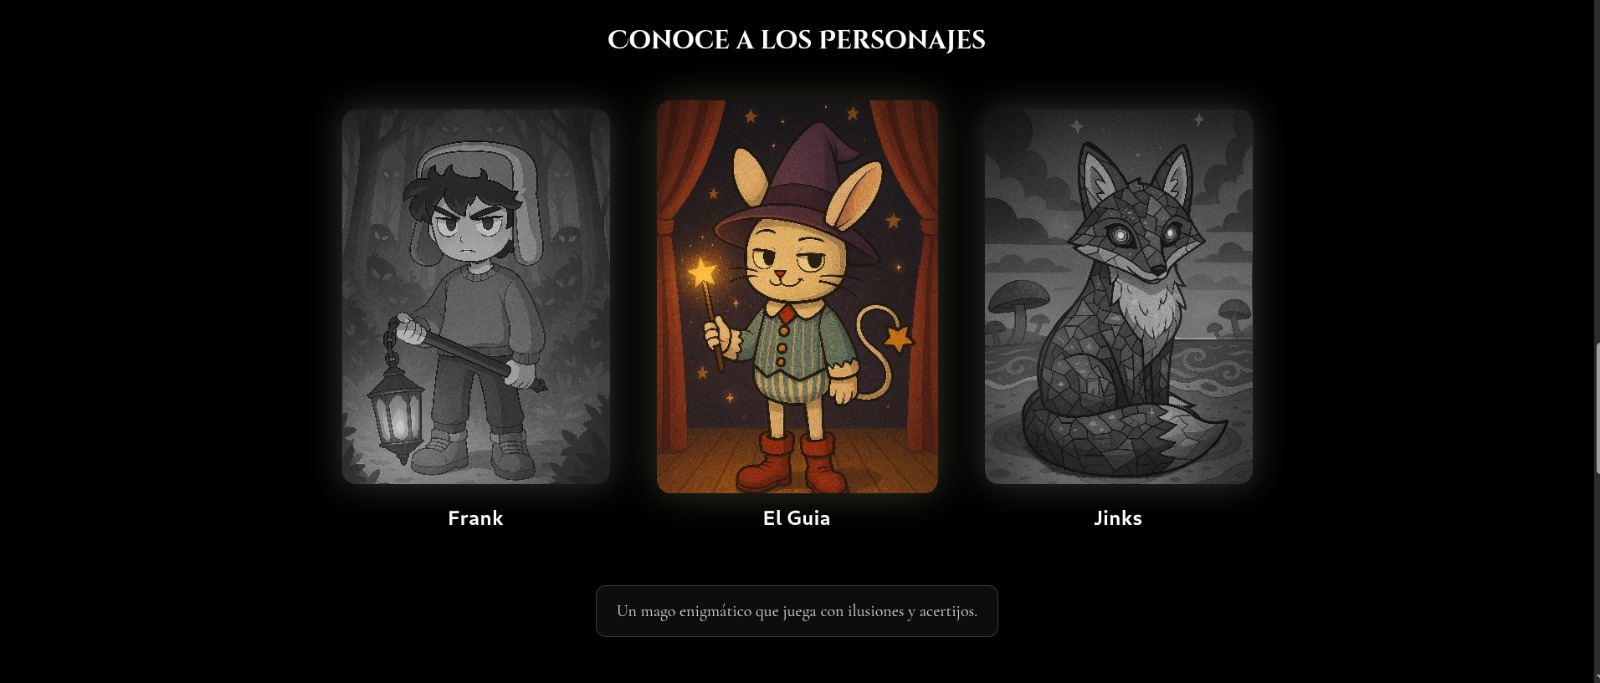 Conoce a los Personajes
Frank
El Guia
Jinks
Un mago enigmático que juega con ilusiones y acertijos.